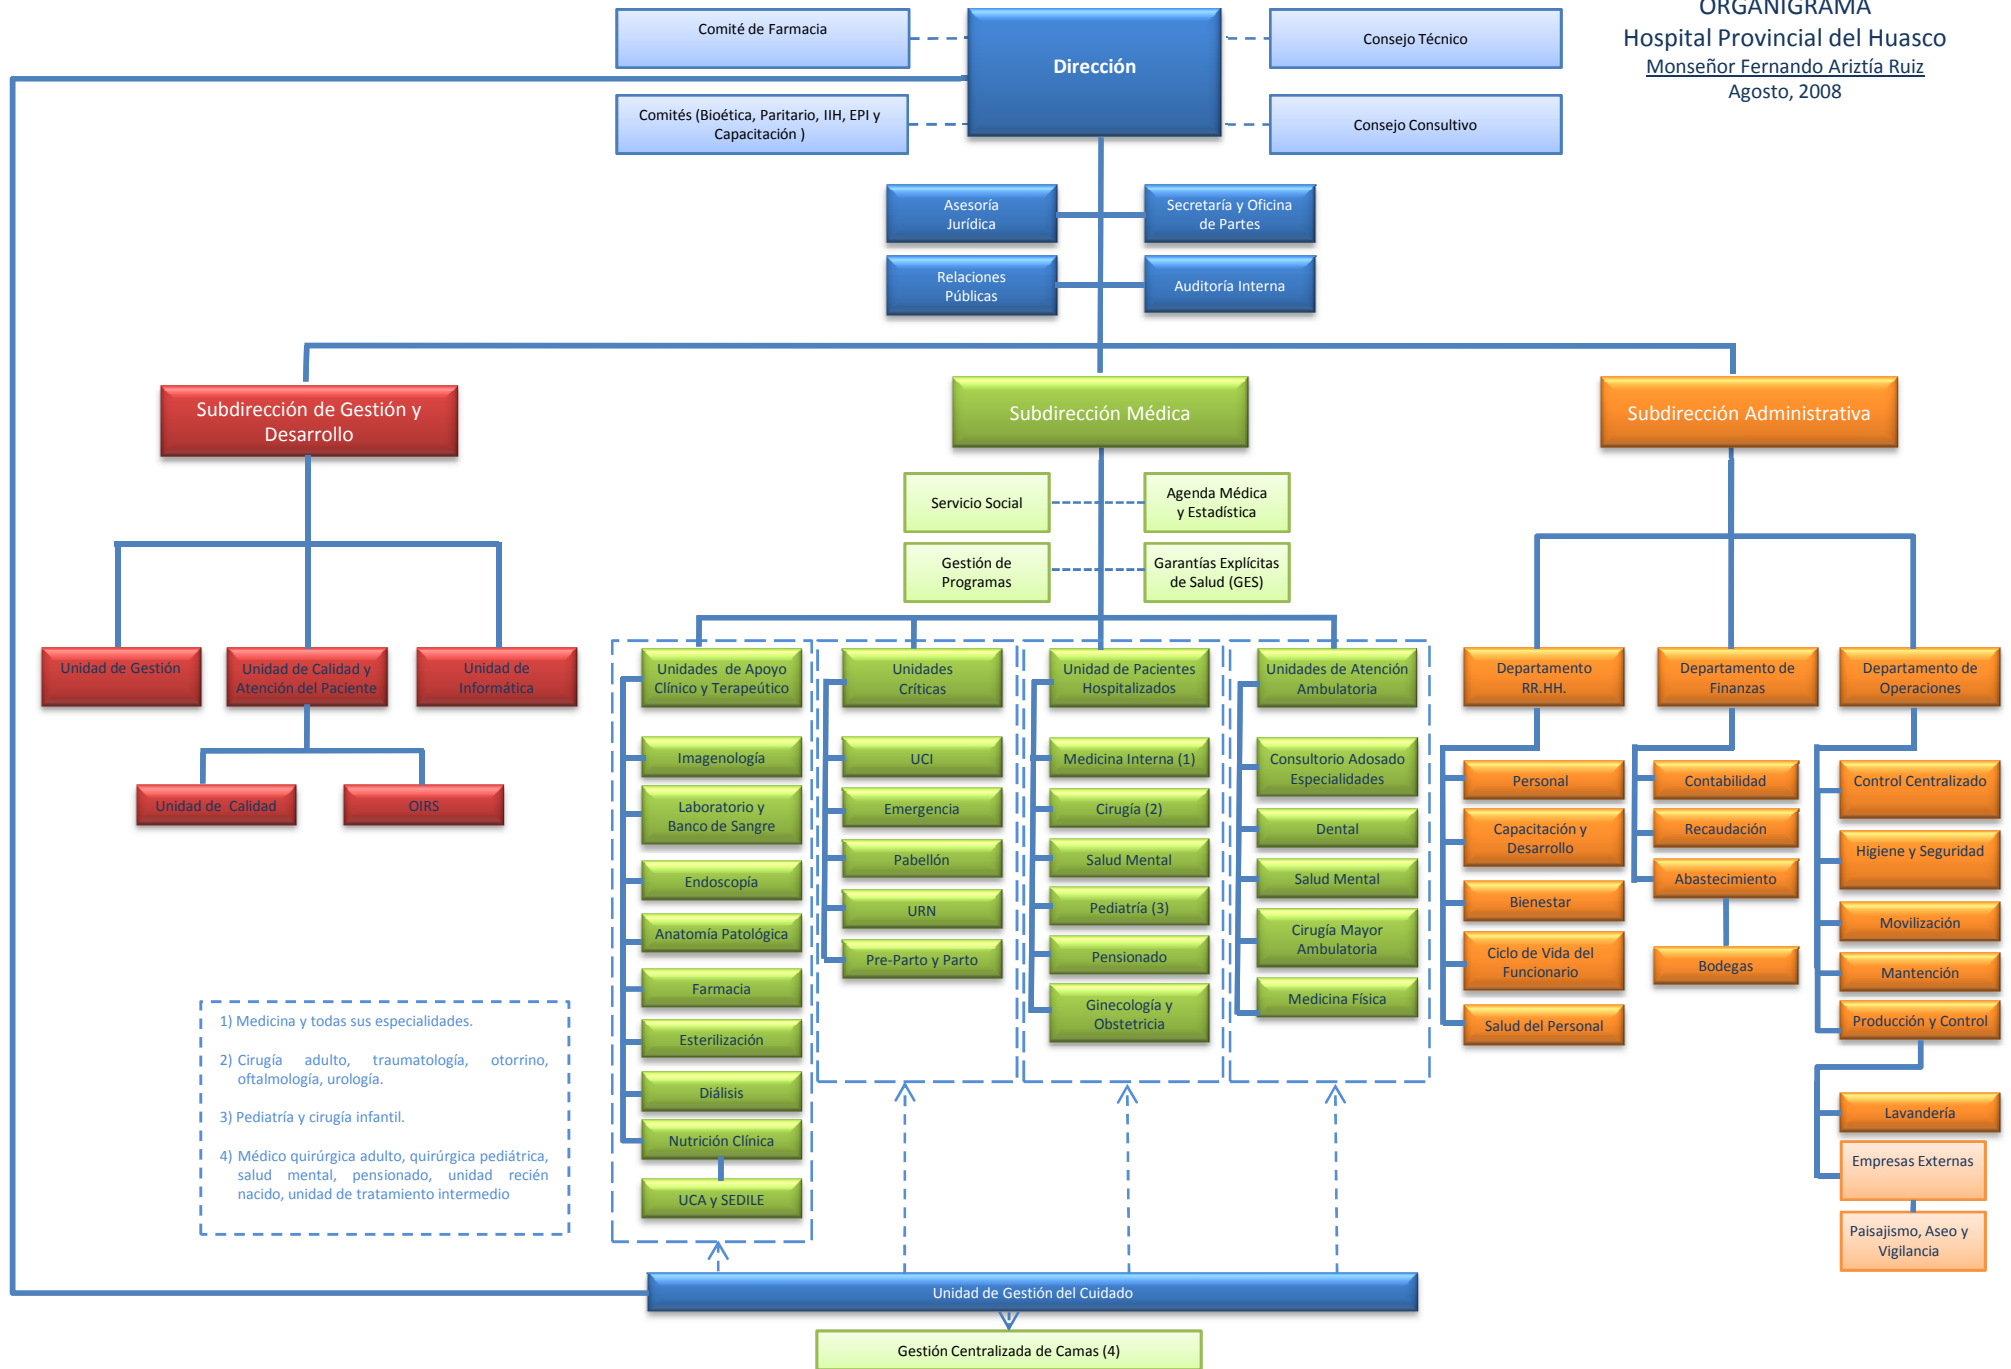 ORGANIGRAMA
Hospital Provincial del Huasco
Monseñor Fernando Ariztía Ruiz
Agosto, 2008
Comité de Farmacia
Dirección
Consejo Técnico
Comités (Bioética, Paritario, IIH, EPI y
Capacitación )
Consejo Consultivo
Asesoría
Jurídica
Secretaría y Oficina
de Partes
Relaciones
Públicas
Auditoría Interna
Subdirección de Gestión y
Desarrollo
Subdirección Médica
Subdirección Administrativa
Servicio Social
Agenda Médica
y Estadística
Gestión de
Programas
Garantías Explícitas
de Salud (GES)
Unidad de Gestión
Unidad de Calidad y
Atención del Paciente
Unidad de
Informática
Unidad de  Calidad
OIRS
Unidades  de Apoyo
Clínico y Terapeútico
Imagenología
Laboratorio y
Banco de Sangre
Endoscopía
Anatomía Patológica
Farmacia
Esterilización
Diálisis
Nutrición Clínica
UCA y SEDILE
Unidades
Críticas
UCI
Emergencia
Pabellón
URN
Pre-Parto y Parto
Unidad de Pacientes
Hospitalizados
Medicina Interna (1)
Cirugía (2)
Salud Mental
Pediatría (3)
Pensionado
Ginecología y
Obstetricia
Unidades de Atención
Ambulatoria
Consultorio Adosado
Especialidades
Dental
Salud Mental
Cirugía Mayor
Ambulatoria
Medicina Física
Departamento
RR.HH.
Personal
Capacitación y
Desarrollo
Bienestar
Ciclo de Vida del
Funcionario
Salud del Personal
Departamento de
Finanzas
Contabilidad
Recaudación
Abastecimiento
Bodegas
Departamento de
Operaciones
Control Centralizado
Higiene y Seguridad
Movilización
Mantención
Producción y Control
Lavandería
Empresas Externas
Paisajismo, Aseo y
Vigilancia
1) Medicina y todas sus especialidades.
2) Cirugía adulto, traumatología, otorrino,
oftalmología, urología.
3) Pediatría y cirugía infantil.
4) Médico quirúrgica adulto, quirúrgica pediátrica,
salud mental, pensionado, unidad recién
nacido, unidad de tratamiento intermedio
Unidad de Gestión del Cuidado
Gestión Centralizada de Camas (4)